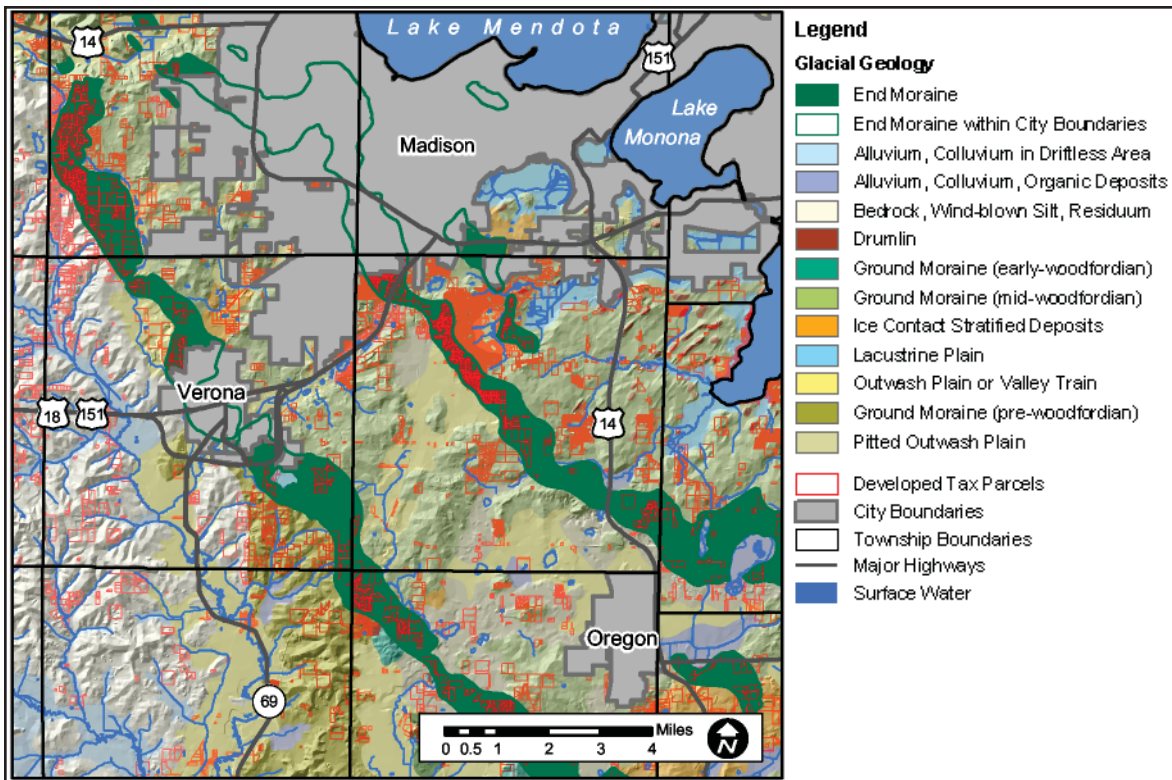 Lake Mendota
14
151
Lake
Monona
Madison
Verona
18 151
14
Oregon
69
Miles
0 0.5 1 2 3 4
N
Legend
Glacial Geology
End Moraine
End Moraine within City Boundaries
Alluvium, Colluvium in Driftless Area
Alluvium, Colluvium, Organic Deposits
Bedrock, Wind-blown Silt, Residuum
Drumlin
Ground Moraine (early-woodfordian)
Ground Moraine (mid-woodfordian)
Ice Contact Stratified Deposits
Lacustrine Plain
Outwash Plain or Valley Train
Ground Moraine (pre-woodfordian)
Pitted Outwash Plain
Developed Tax Parcels
City Boundaries
Township Boundaries
Major Highways
Surface Water